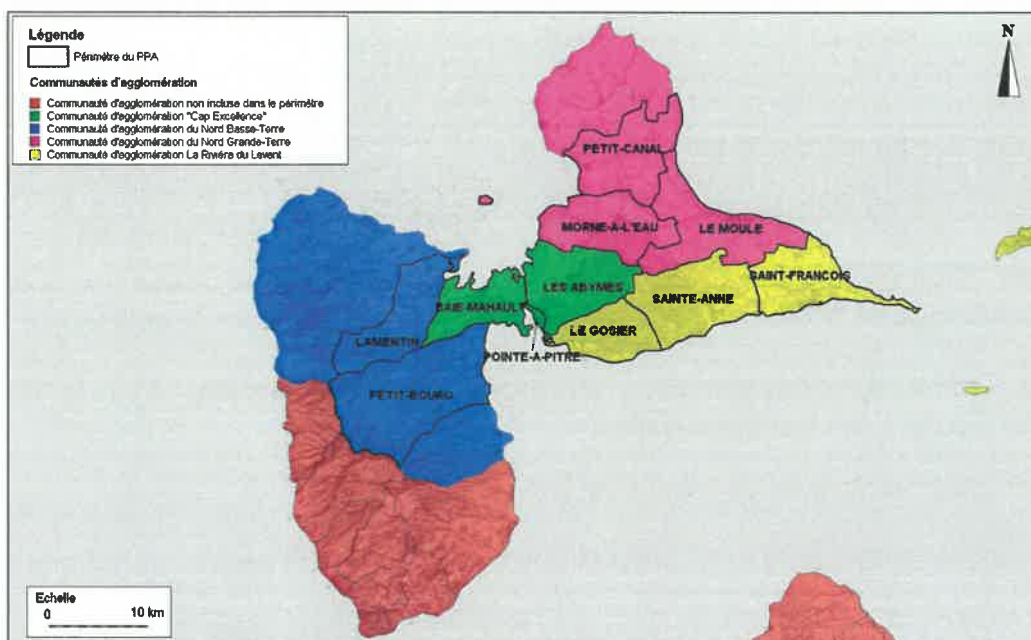 Légende
Périmètre du PPA
Communautés d'agglomération
Communauté d'agglomération non incluse dans le périmètre
Communauté d'agglomération "Cap Excellence"
Communauté d'agglomération du Nord Basse-Terre
Communauté d'agglomération du Nord Grande-Terre
Communauté d'agglomération La Riviéra du Levant
N
PETIT-CANAL
MORNE-A-L'EAU
LE MOULE
LES ABYMES
SAINT-FRANCOIS
SAINTE-ANNE
BAIE-MAHAULT
LE GOSIER
LAMENTIN
POINTE-A-PITRE
PETIT-BOURG
Echelle
0 10 km